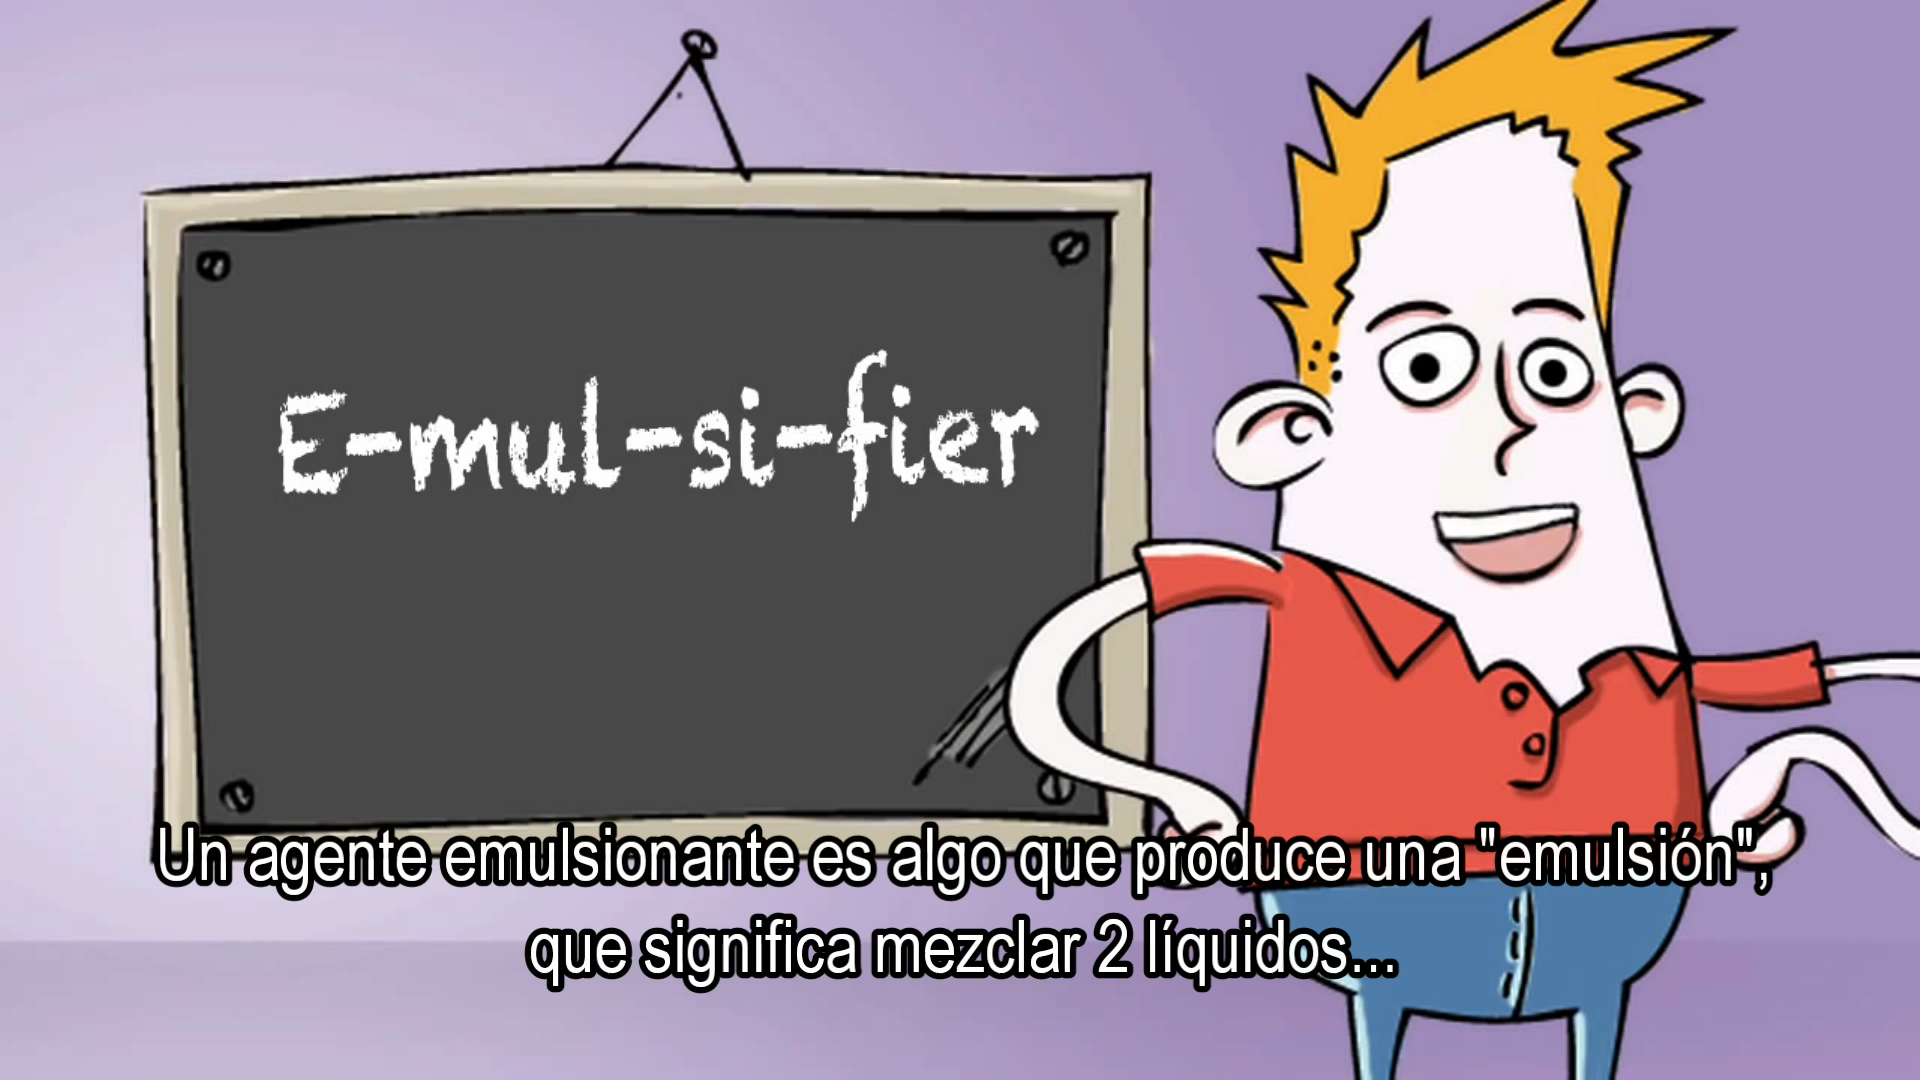 E-mul-si-fier
Un agente emulsionante es algo que produce una "emulsión",
que significa mezclar 2 líquidos...